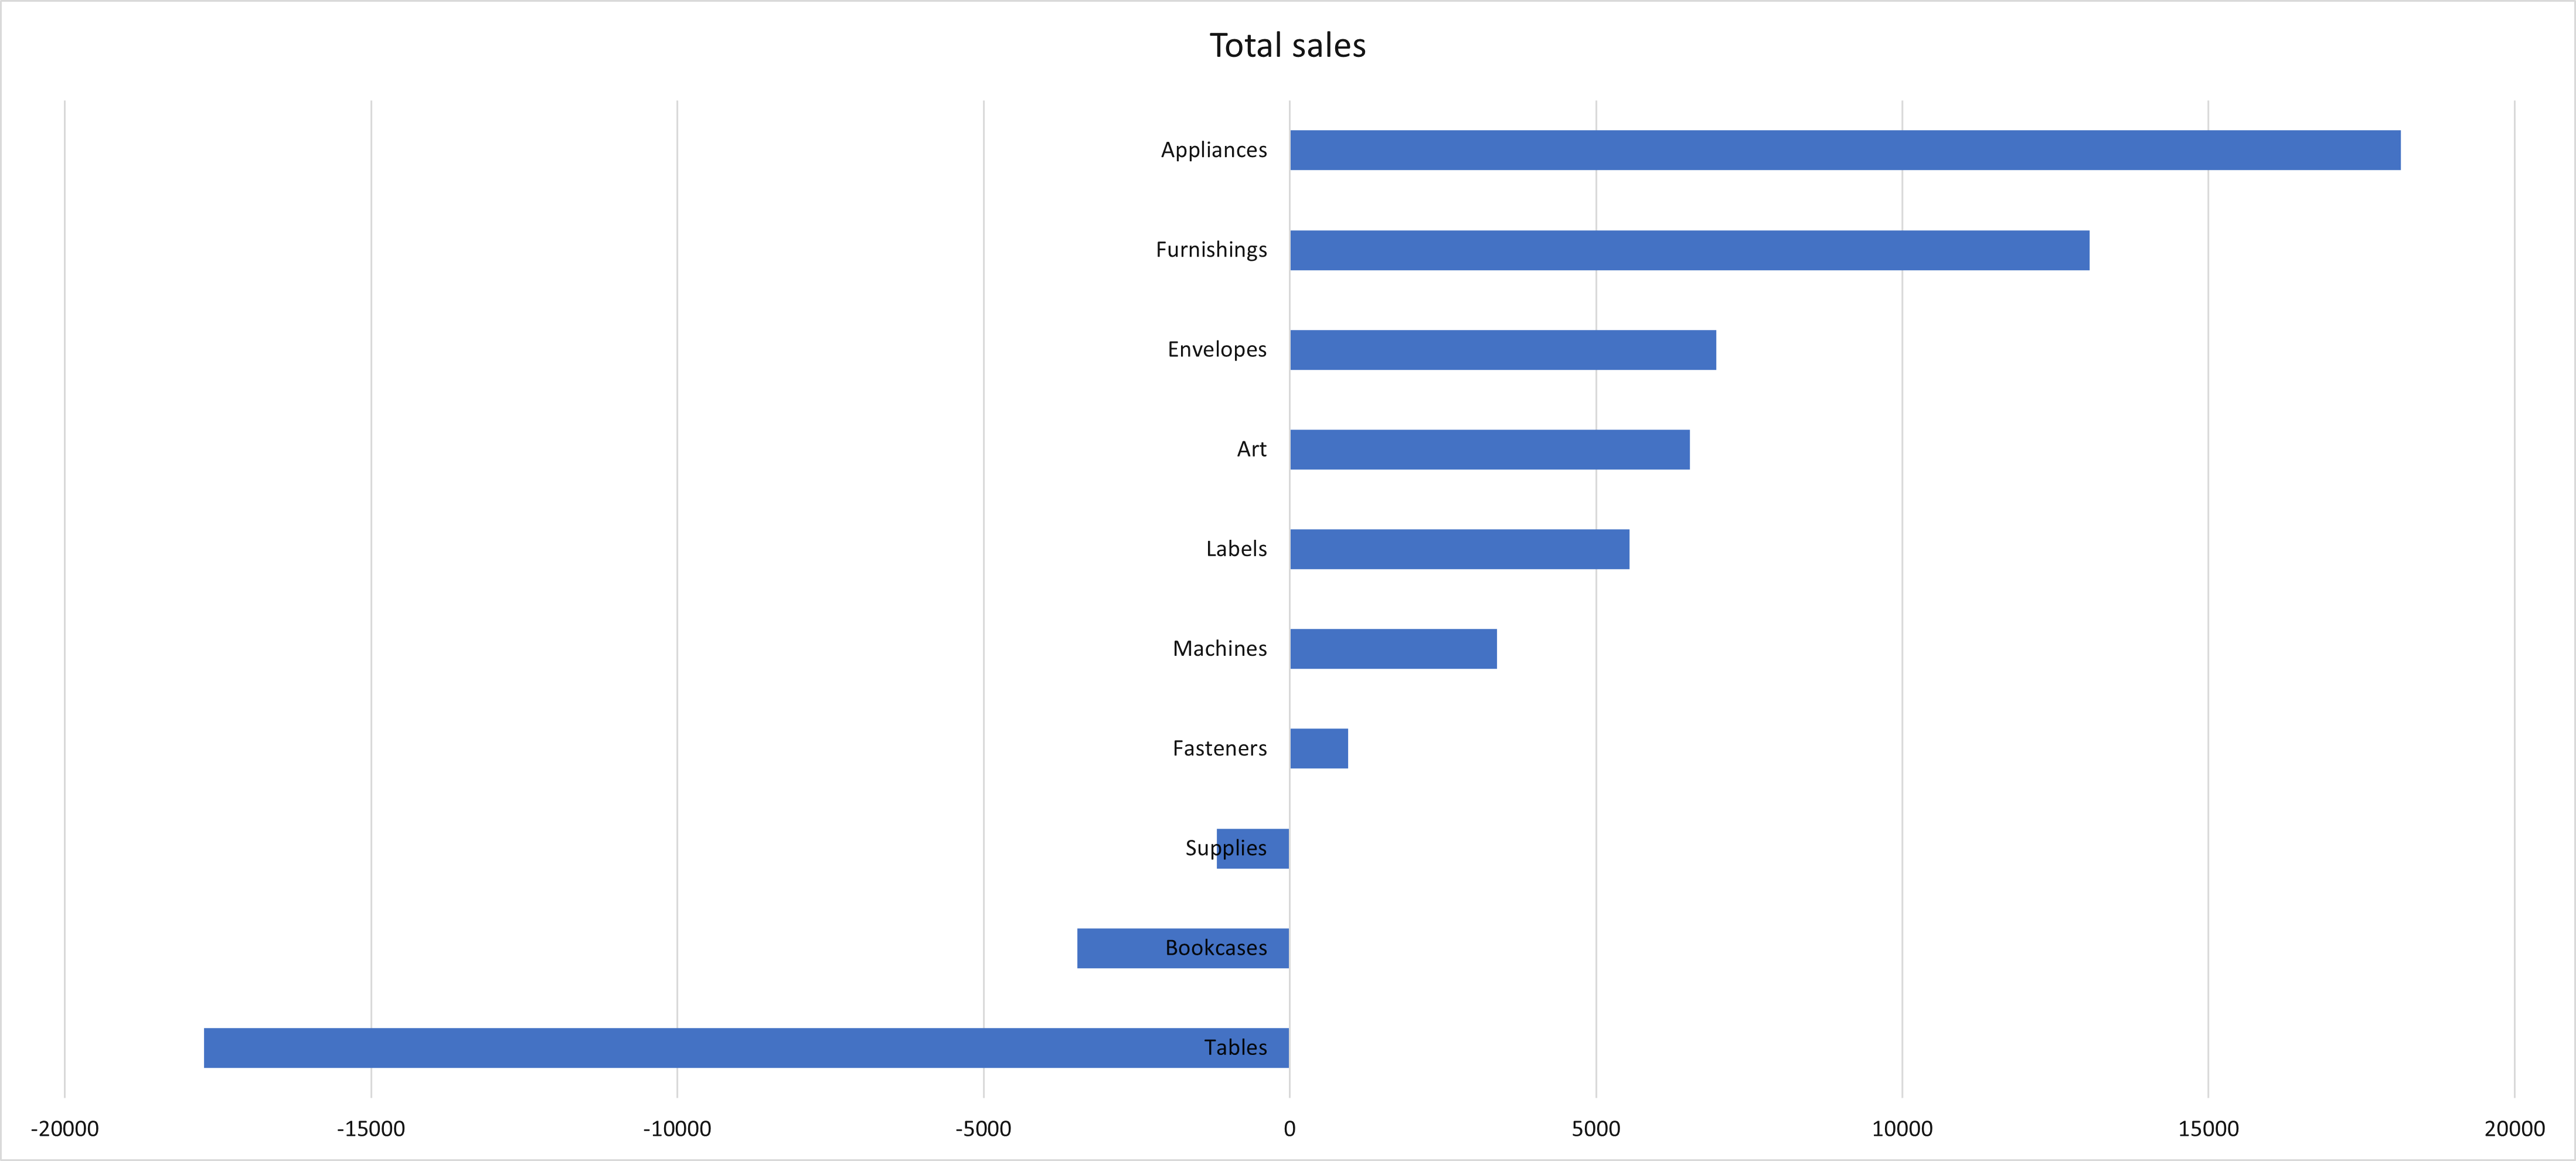 Total sales
Appliances
Furnishings
Envelopes
Art
Labels
Machines
Fasteners
Supplies
Bookcases
Tables
-20000 -15000 -10000 -5000 0 5000 10000 15000 20000